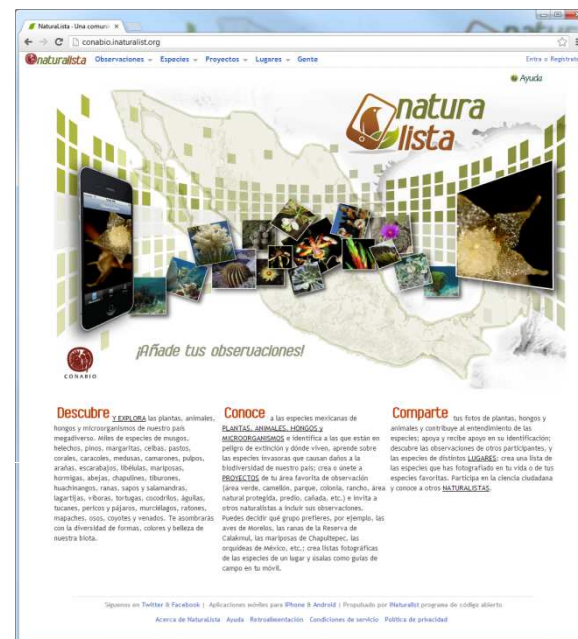 Naturalista - Una comuni
conabio.inaturalist.org
naturalista Observaciones Especies Proyectos Lugares Gente
Entra o Regístrate
Ayuda
natura
lista
¡Añade tus observaciones!
CONABIO
Descubre Y EXPLORA las plantas, animales,
hongos y microorganismos de nuestro país
megadiverso. Miles de especies de musgos,
helechos, pinos, margaritas, ceibas, pastos,
corales, caracoles, medusas, camarones, pulpos,
arañas, escarabajos, libélulas, mariposas,
hormigas, abejas, chapulines, tiburones,
huachinangos, ranas, sapos y salamandras,
lagartijas, víboras, tortugas, cocodrilos, águilas,
tucanes, pericos y pájaros, murciélagos, ratones,
mapaches, osos, coyotes y venados. Te asombrarás
con la diversidad de formas, colores y belleza de
nuestra biota.
Conoce a las especies mexicanas de
PLANTAS, ANIMALES, HONGOS y
MICROORGANISMOS e identifica a las que están en
peligro de extinción y dónde viven, aprende sobre
las especies invasoras que causan daños a la
biodiversidad de nuestro país; crea o únete a
PROYECTOS de tu área favorita de observación
(área verde, camellón, parque, colonia, rancho, área
natural protegida, predio, cañada, etc.) e invita a
otros naturalistas a incluir sus observaciones.
Puedes decidir qué grupo prefieres, por ejemplo, las
aves de Morelos, las ranas de la Reserva de
Calakmul, las mariposas de Chapultepec, las
orquídeas de México, etc.; crea listas fotográficas
de las especies de un lugar y úsalas como guías de
campo en tu móvil.
Comparte tus fotos de plantas, hongos y
animales y contribuye al entendimiento de las
especies; apoya y recibe apoyo en su identificación;
descubre las observaciones de otros participantes, y
las especies de distintos LUGARES; crea una lista de
las especies que has fotografiado en tu vida o de tus
especies favoritas. Participa en la ciencia ciudadana
y conoce a otros NATURALISTAS.
Síguenos en Twitter & Facebook | Aplicaciones móviles para iPhone & Android | Propulsado por iNaturalist programa de código abierto
Acerca de NaturaLista Ayuda Retroalimentación Condiciones de servicio Política de privacidad